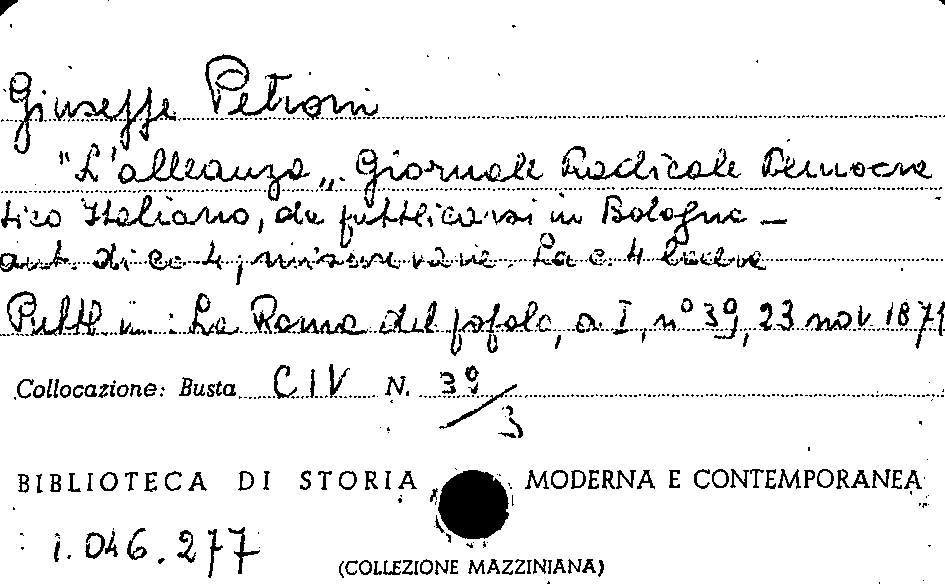 Giuseppe Petroni
"L'alleanza„. Giornale Radicale Democra
tico Italiano, da pubblicarsi in Bologna —
aut. di cc 4, misure varie. La c. 4 bianca
Pubbl in: La Roma del popolo, a I, n° 39, 23 nov 1871
Collocazione: Busta CIV N. 39/3
BIBLIOTECA DI STORIA MODERNA E CONTEMPORANEA
1.046.277
(COLLEZIONE MAZZINIANA)